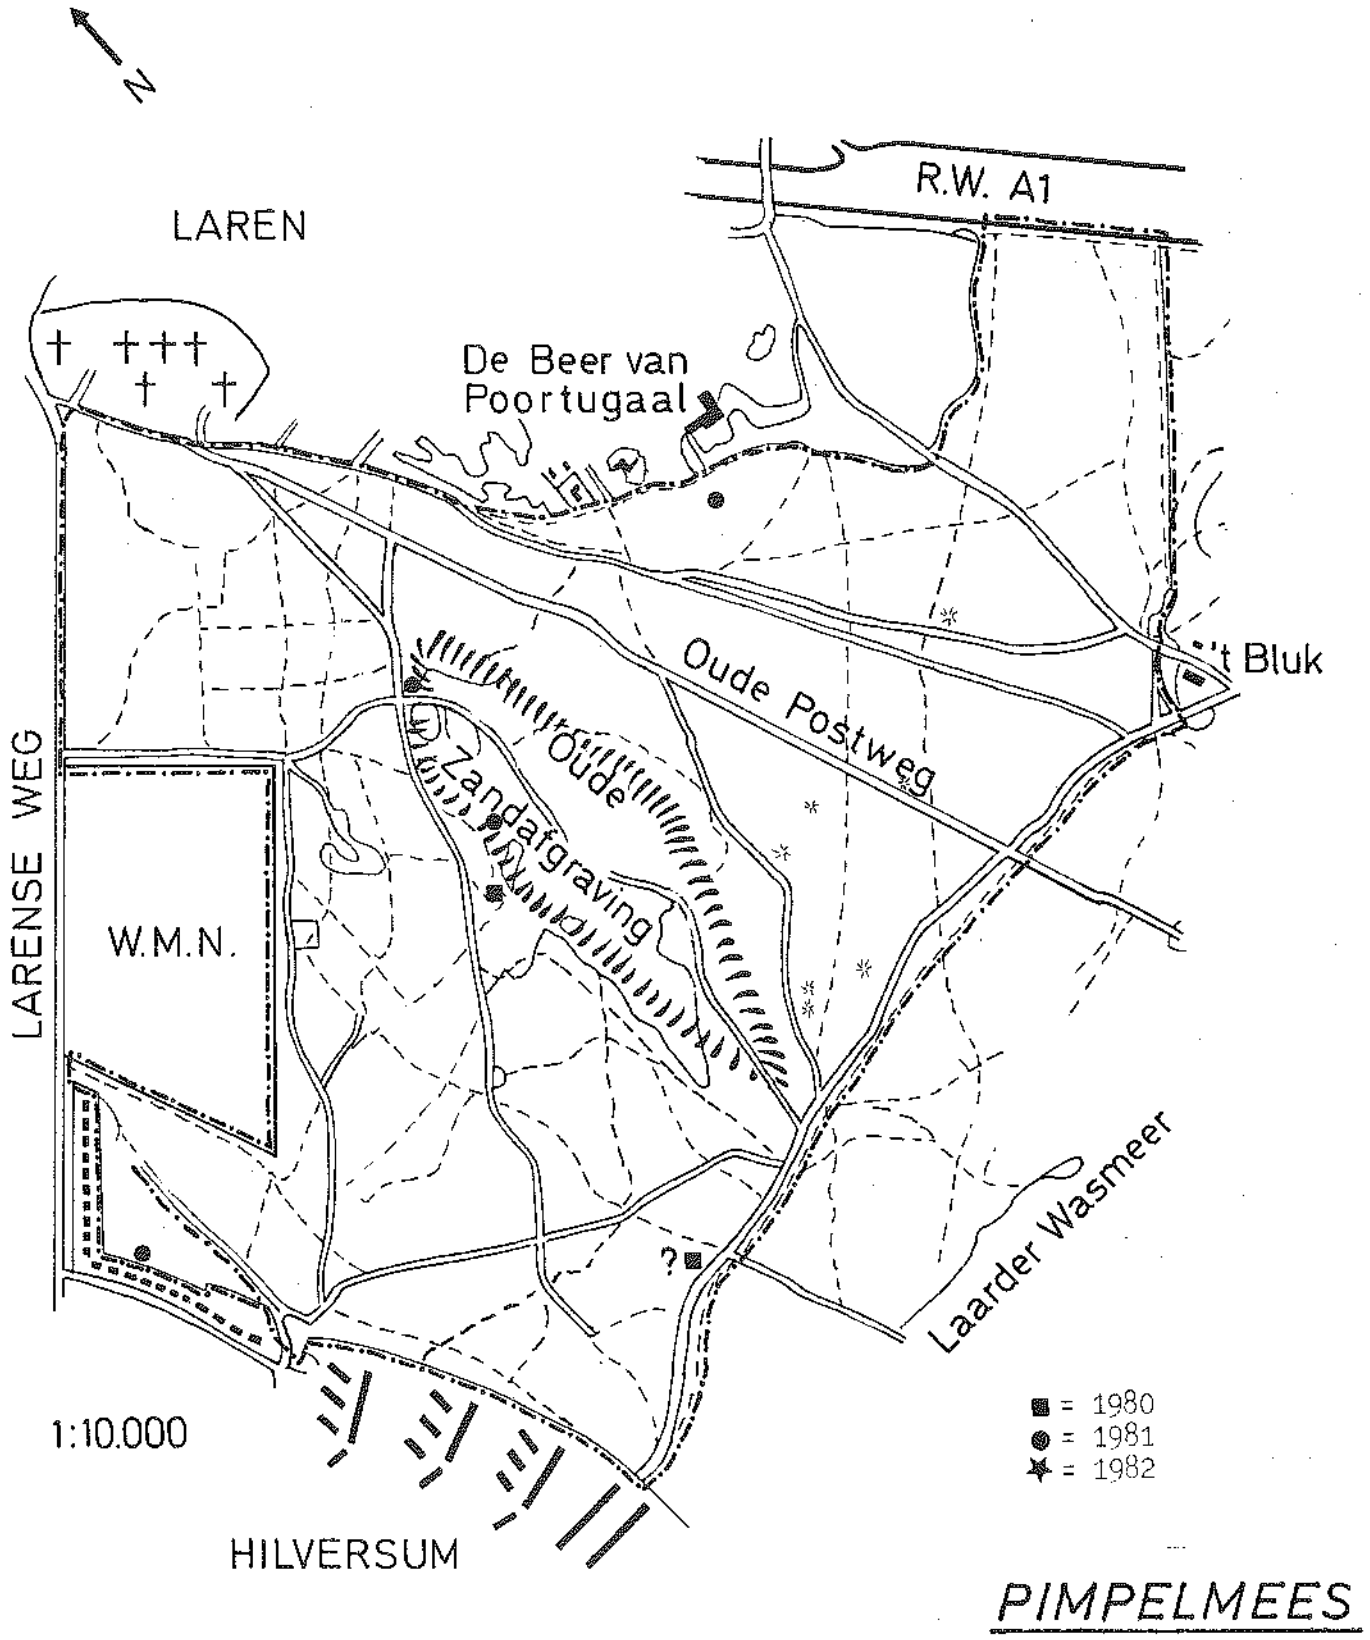 N
R.W. A1
LAREN
De Beer van
Poortugaal
't Bluk
Oude Postweg
Oude
Zandafgraving
LARENSE WEG
W.M.N.
Laarder Wasmeer
?
■ = 1980
● = 1981
★ = 1982
1:10.000
HILVERSUM
PIMPELMEES